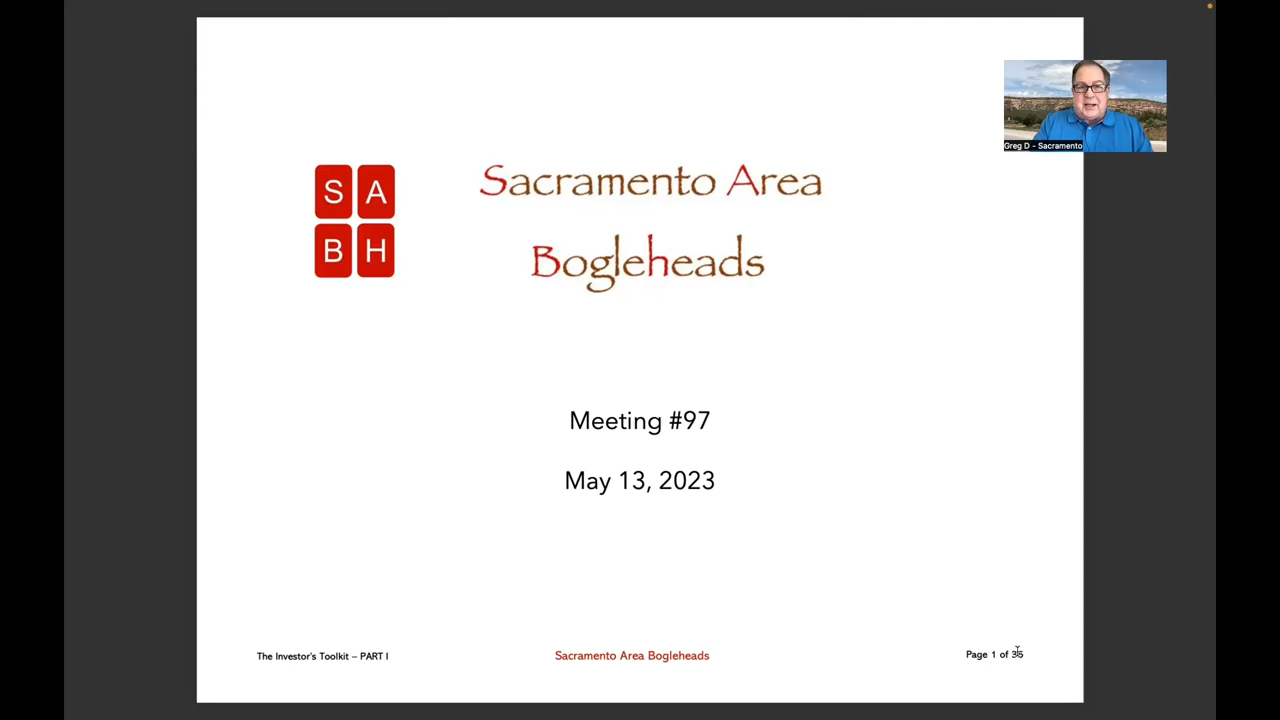 Greg D - Sacramento
S A
B H
Sacramento Area
Bogleheads
Meeting #97
May 13, 2023
The Investor's Toolkit – PART I
Sacramento Area Bogleheads
Page 1 of 35